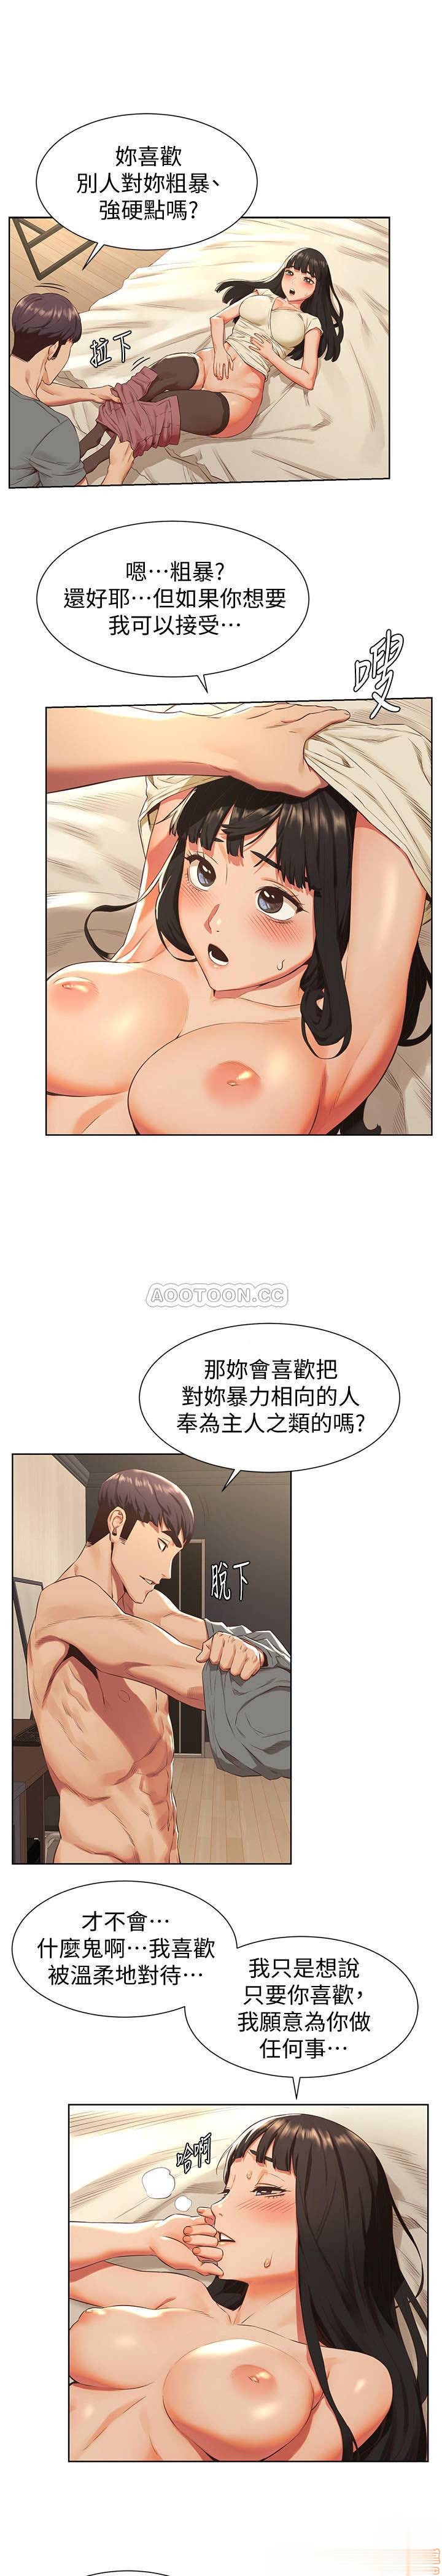 妳喜歡
別人對妳粗暴、
強硬點嗎?
拉下
嗯…粗暴?
還好耶…但如果你想要
我可以接受…
嗖
AOOTOON.CC
那妳會喜歡把
對妳暴力相向的人
奉為主人之類的嗎?
脫下
才不會…
什麼鬼啊…我喜歡
被溫柔地對待…
我只是想說
只要你喜歡,
我願意為你做
任何事…
哈啊